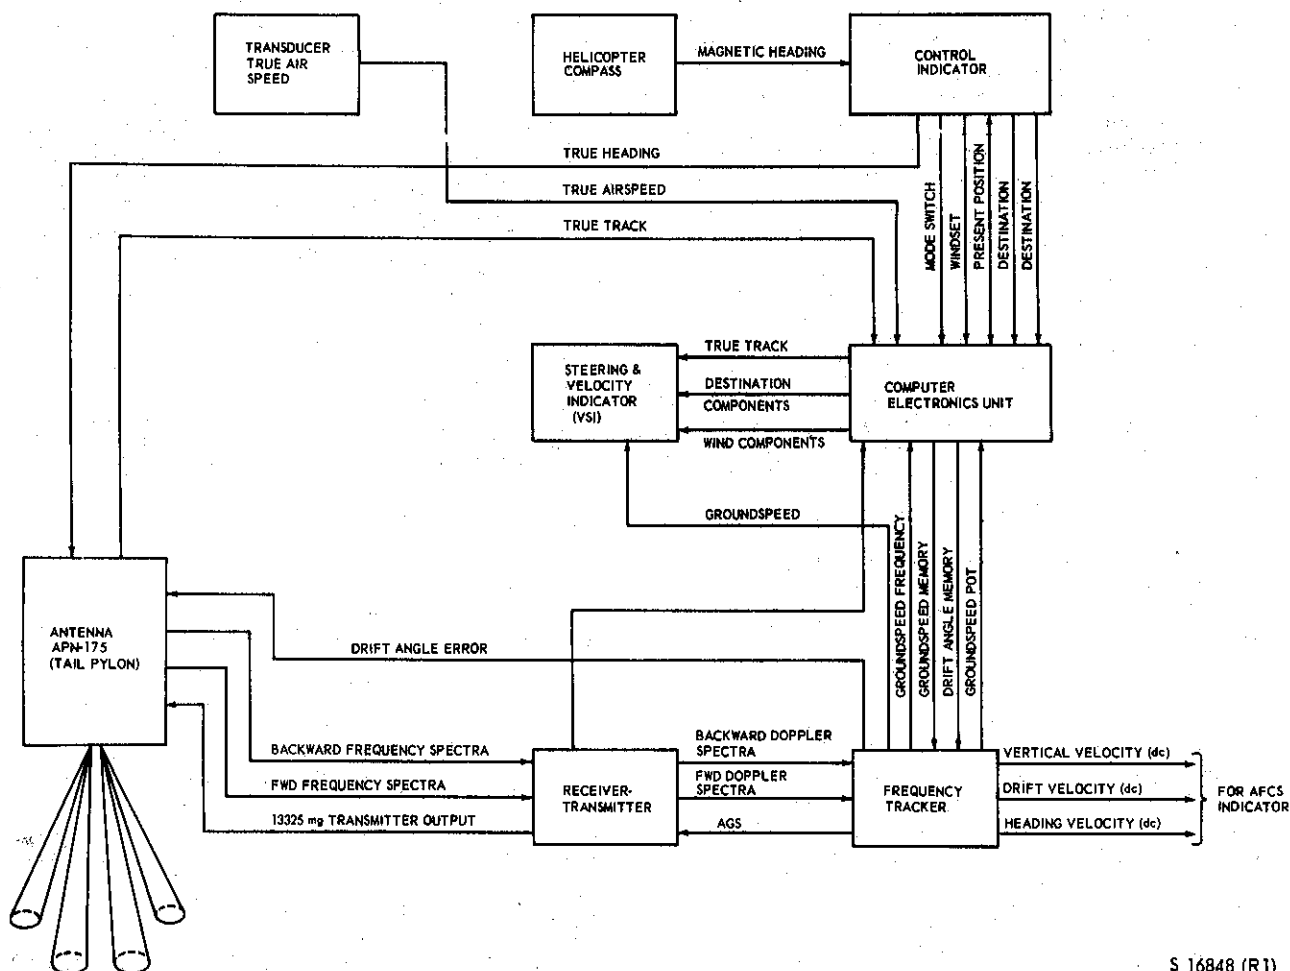 TRANSDUCER
TRUE AIR
SPEED
HELICOPTER
COMPASS
MAGNETIC HEADING
CONTROL
INDICATOR
TRUE HEADING
TRUE AIRSPEED
TRUE TRACK
MODE SWITCH
WINDSET
PRESENT POSITION
DESTINATION
DESTINATION
STEERING &
VELOCITY
INDICATOR
(VSI)
TRUE TRACK
DESTINATION
COMPONENTS
WIND COMPONENTS
COMPUTER
ELECTRONICS UNIT
GROUNDSPEED
GROUNDSPEED FREQUENCY
GROUNDSPEED MEMORY
DRIFT ANGLE MEMORY
GROUNDSPEED POT
ANTENNA
APN-175
(TAIL PYLON)
DRIFT ANGLE ERROR
BACKWARD FREQUENCY SPECTRA
FWD FREQUENCY SPECTRA
13325 mg TRANSMITTER OUTPUT
RECEIVER-
TRANSMITTER
BACKWARD DOPPLER
SPECTRA
FWD DOPPLER
SPECTRA
AGS
FREQUENCY
TRACKER
VERTICAL VELOCITY (dc)
DRIFT VELOCITY (dc)
HEADING VELOCITY (dc)
FOR AFCS
INDICATOR
S 16848 (R1)